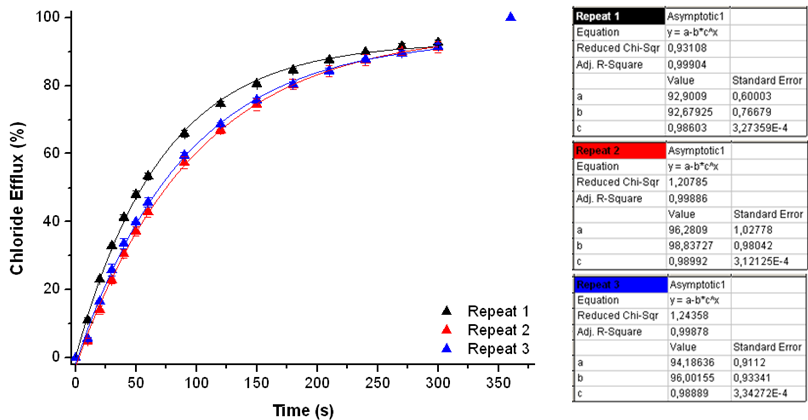 100
80
60
40
20
0
Chloride Efflux (%)
0 50 100 150 200 250 300 350
Time (s)
Repeat 1
Repeat 2
Repeat 3
Repeat 1 Asymptotic1
Equation y = a-b*c^x
Reduced Chi-Sqr 0,93108
Adj. R-Square 0,99904
Value Standard Error
a 92,9009 0,60003
b 92,67925 0,76679
c 0,98603 3,27359E-4
Repeat 2 Asymptotic1
Equation y = a-b*c^x
Reduced Chi-Sqr 1,20785
Adj. R-Square 0,99886
Value Standard Error
a 96,2809 1,02778
b 98,83727 0,98042
c 0,98992 3,12125E-4
Repeat 3 Asymptotic1
Equation y = a-b*c^x
Reduced Chi-Sqr 1,24358
Adj. R-Square 0,99878
Value Standard Error
a 94,18636 0,9112
b 96,00155 0,93341
c 0,98889 3,34272E-4